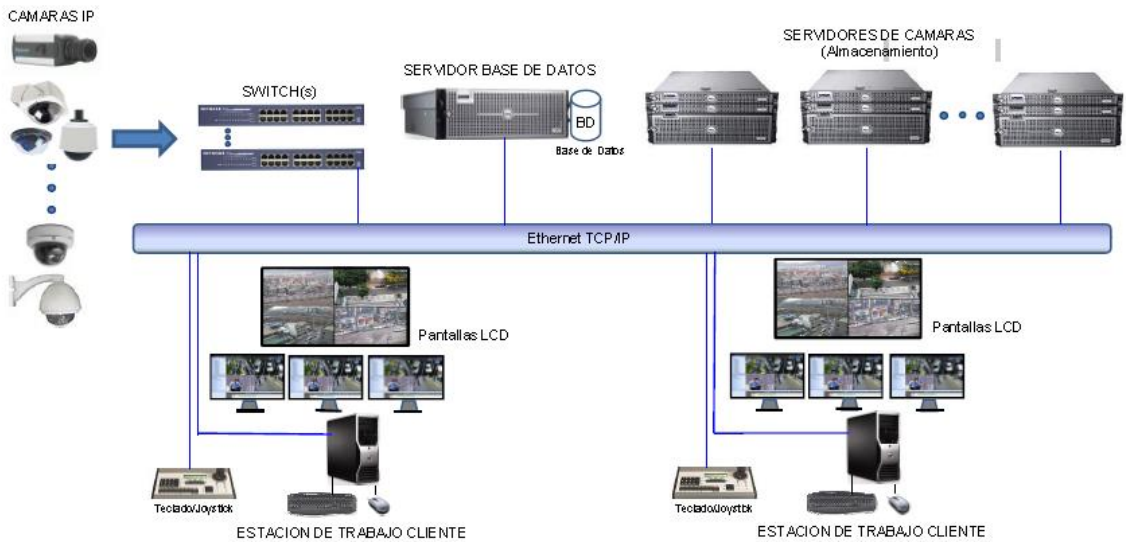 CAMARAS IP
SWITCH(s)
SERVIDOR BASE DE DATOS
BD
Base de Datos
SERVIDORES DE CAMARAS
(Almacenamiento)
Ethernet TCP/IP
Pantallas LCD
Pantallas LCD
Teclado/Joystick
ESTACION DE TRABAJO CLIENTE
Teclado/Joystick
ESTACION DE TRABAJO CLIENTE